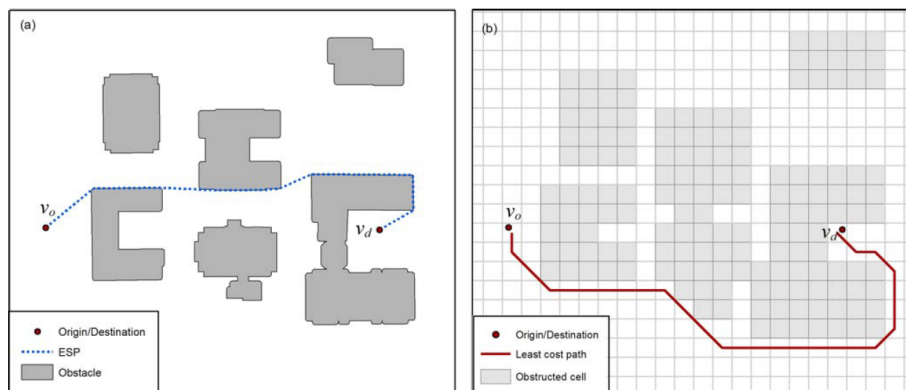 (a)
v_o
v_d
Origin/Destination
ESP
Obstacle
(b)
v_o
v_d
Origin/Destination
Least cost path
Obstructed cell